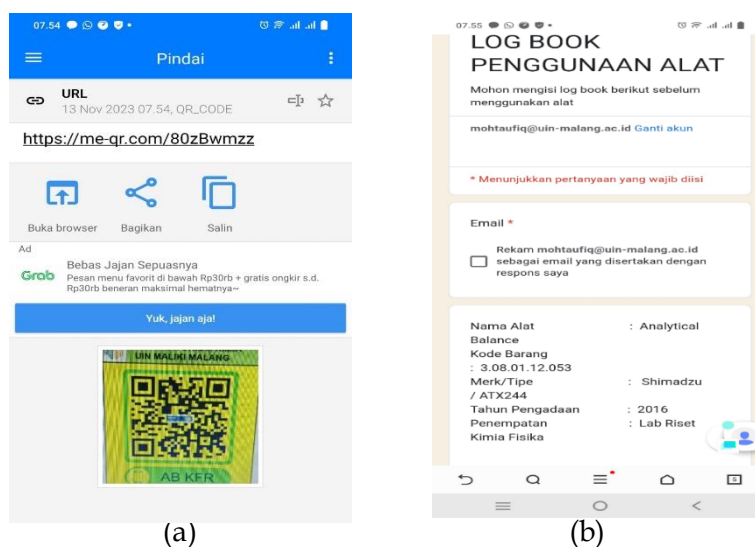 07.54
Pindai
URL
13 Nov 2023 07.54, QR_CODE
https://me-qr.com/80zBwmzz
Buka browser Bagikan Salin
Ad
Grab
Bebas Jajan Sepuasnya
Pesan menu favorit di bawah Rp30rb + gratis ongkir s.d.
Rp30rb beneran maksimal hematnya~
Yuk, jajan aja!
UIN MALIKI MALANG
(a)
07.55
LOG BOOK
PENGGUNAAN ALAT
Mohon mengisi log book berikut sebelum
menggunakan alat
mohtaufiq@uin-malang.ac.id Ganti akun
* Menunjukkan pertanyaan yang wajib diisi
Email *
Rekam mohtaufiq@uin-malang.ac.id
sebagai email yang disertakan dengan
respons saya
Nama Alat : Analytical
Balance
Kode Barang
: 3.08.01.12.053
Merk/Tipe : Shimadzu
/ ATX244
Tahun Pengadaan : 2016
Penempatan : Lab Riset
Kimia Fisika
(b)